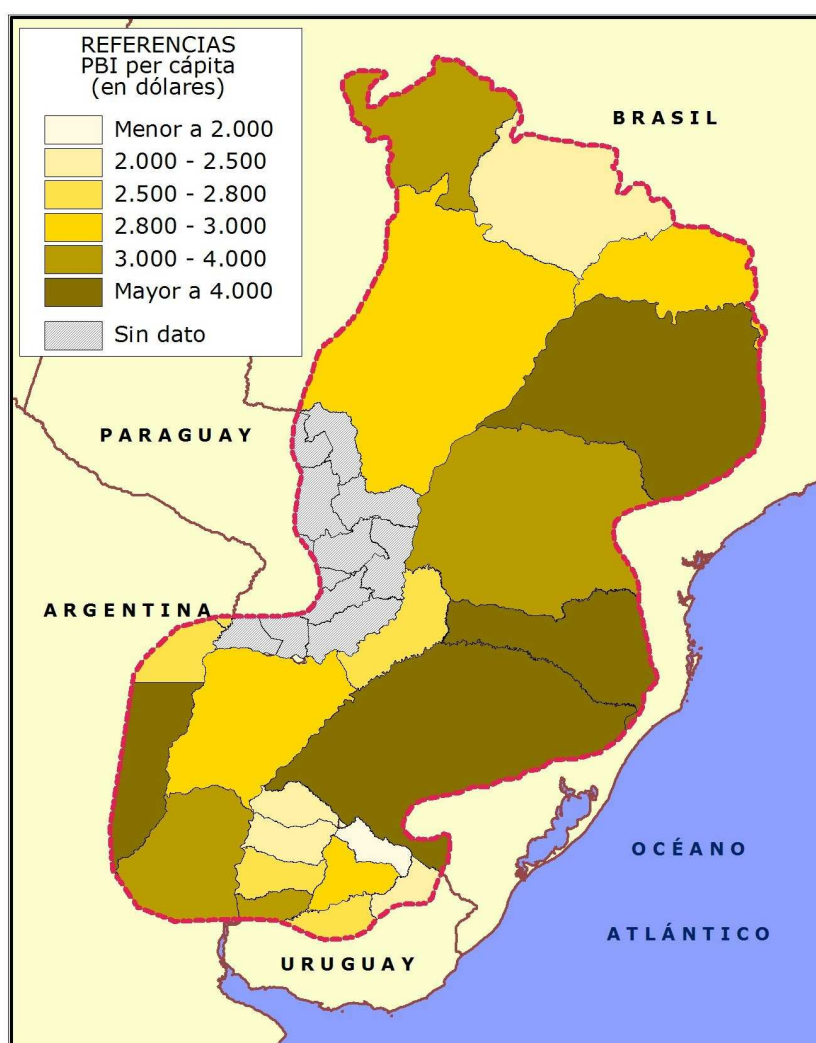 REFERENCIAS
PBI per cápita
(en dólares)
Menor a 2.000
2.000 - 2.500
2.500 - 2.800
2.800 - 3.000
3.000 - 4.000
Mayor a 4.000
Sin dato
BRASIL
PARAGUAY
ARGENTINA
OCÉANO
ATLÁNTICO
URUGUAY